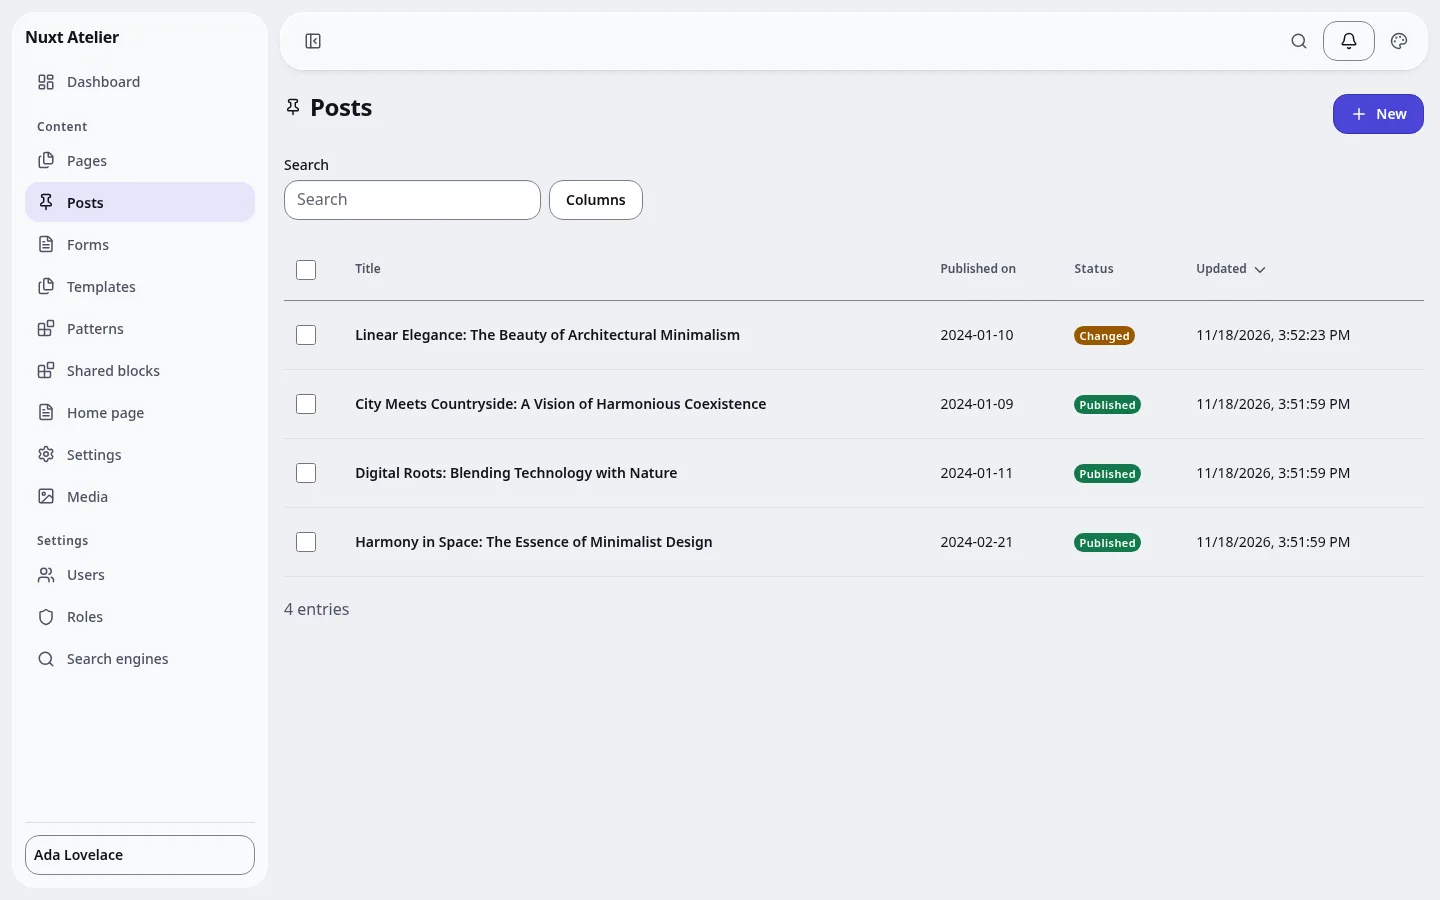 Nuxt Atelier
Dashboard
Content
Pages
Posts
Forms
Templates
Patterns
Shared blocks
Home page
Settings
Media
Settings
Users
Roles
Search engines
Ada Lovelace
Posts
New
Search
Search
Columns
Title Published on Status Updated
Linear Elegance: The Beauty of Architectural Minimalism 2024-01-10 Changed 11/18/2026, 3:52:23 PM
City Meets Countryside: A Vision of Harmonious Coexistence 2024-01-09 Published 11/18/2026, 3:51:59 PM
Digital Roots: Blending Technology with Nature 2024-01-11 Published 11/18/2026, 3:51:59 PM
Harmony in Space: The Essence of Minimalist Design 2024-02-21 Published 11/18/2026, 3:51:59 PM
4 entries